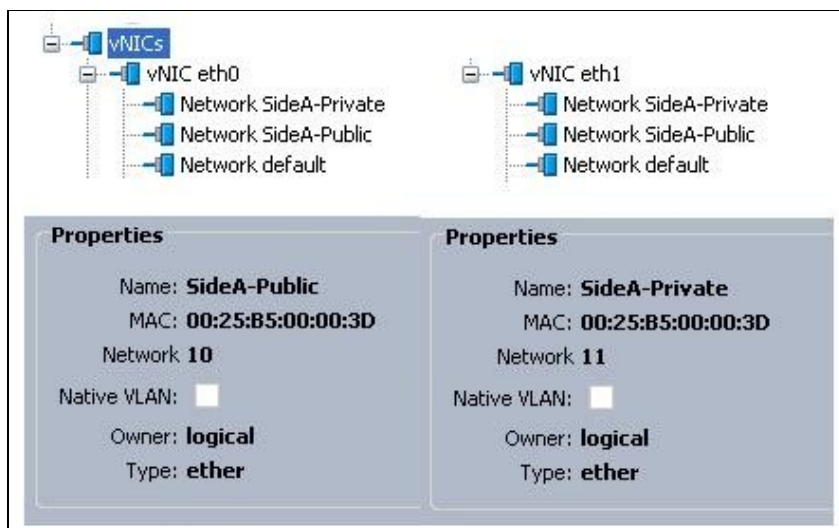 vNICs
vNIC eth0
Network SideA-Private
Network SideA-Public
Network default
vNIC eth1
Network SideA-Private
Network SideA-Public
Network default
Properties
Name: SideA-Public
MAC: 00:25:B5:00:00:3D
Network 10
Native VLAN:
Owner: logical
Type: ether
Properties
Name: SideA-Private
MAC: 00:25:B5:00:00:3D
Network 11
Native VLAN:
Owner: logical
Type: ether